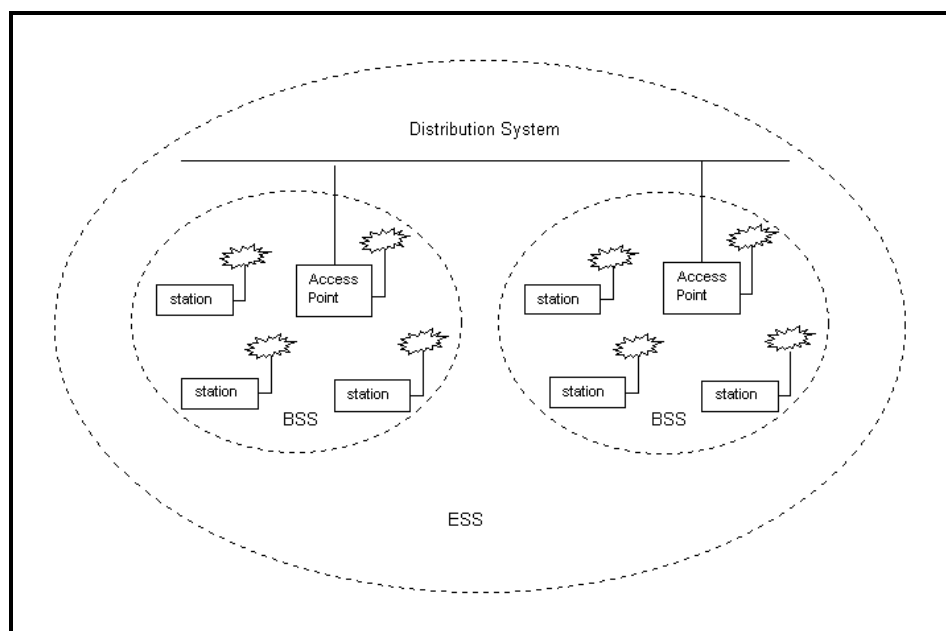 Distribution System
Access
Point
station
station
station
BSS
Access
Point
station
station
station
BSS
ESS